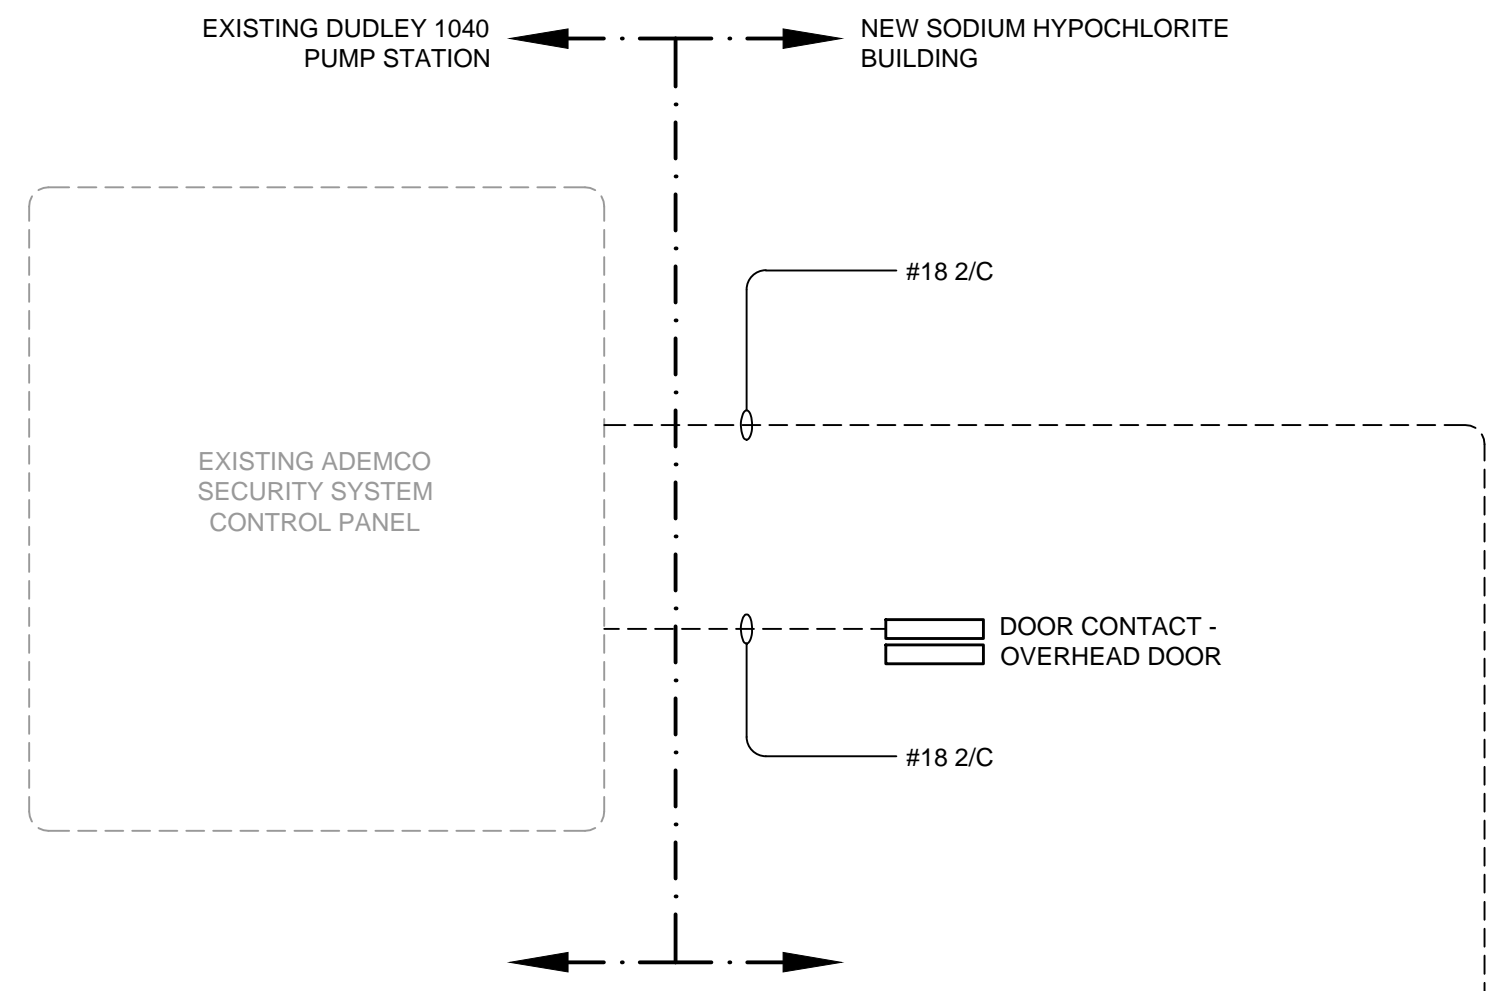 EXISTING DUDLEY 1040
PUMP STATION
NEW SODIUM HYPOCHLORITE
BUILDING
#18 2/C
EXISTING ADEMCO
SECURITY SYSTEM
CONTROL PANEL
DOOR CONTACT -
OVERHEAD DOOR
#18 2/C